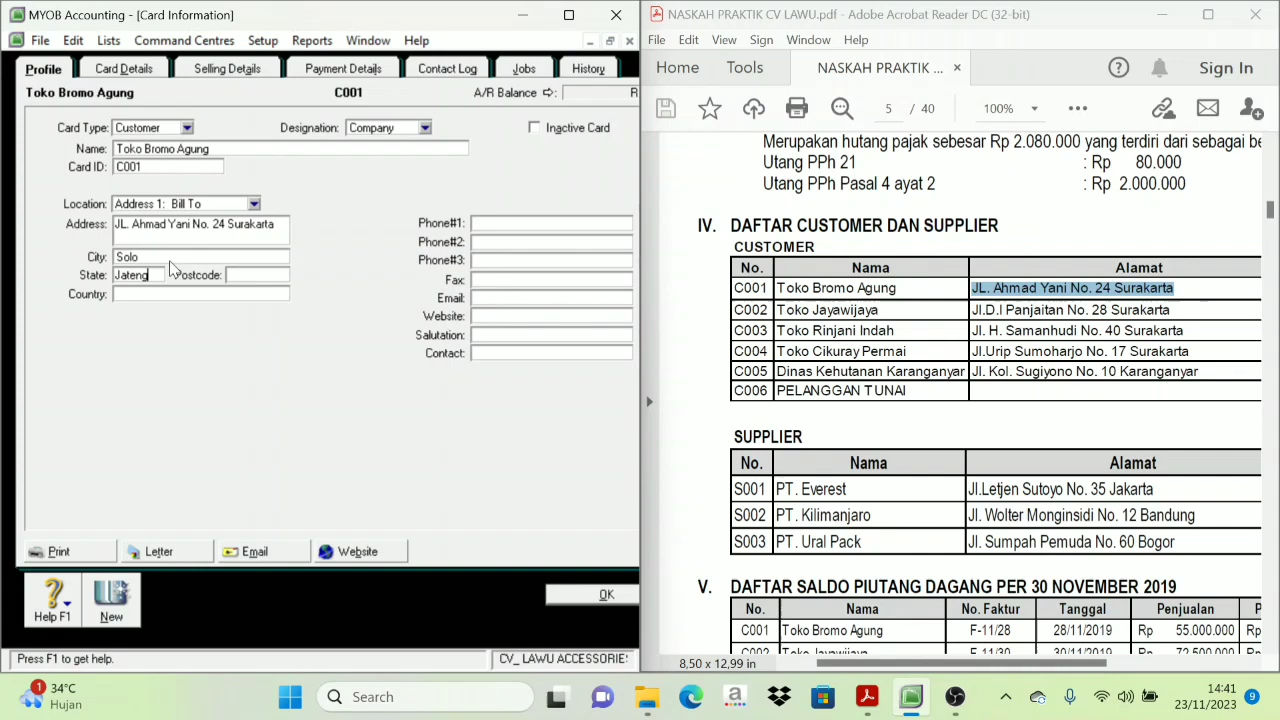 MYOB Accounting - [Card Information]
File Edit Lists Command Centres Setup Reports Window Help
Profile Card Details Selling Details Payment Details Contact Log Jobs History
Toko Bromo Agung C001 A/R Balance R
Card Type: Customer Designation: Company Inactive Card
Name: Toko Bromo Agung
Card ID: C001
Location: Address 1: Bill To
Address: JL. Ahmad Yani No. 24 Surakarta
City: Solo
State: Jateng Postcode:
Country:
Phone#1:
Phone#2:
Phone#3:
Fax:
Email:
Website:
Salutation:
Contact:
Print Letter Email Website
Help F1 New OK
Press F1 to get help. CV_ LAWU ACCESSORIE
NASKAH PRAKTIK CV LAWU.pdf - Adobe Acrobat Reader DC (32-bit)
File Edit View Sign Window Help
Home Tools NASKAH PRAKTIK ... × Sign In
5 / 40 100%
Merupakan hutang pajak sebesar Rp 2.080.000 yang terdiri dari sebagai be
Utang PPh 21 : Rp 80.000
Utang PPh Pasal 4 ayat 2 : Rp 2.000.000
IV. DAFTAR CUSTOMER DAN SUPPLIER
CUSTOMER
No. Nama Alamat
C001 Toko Bromo Agung JL. Ahmad Yani No. 24 Surakarta
C002 Toko Jayawijaya Jl.D.I Panjaitan No. 28 Surakarta
C003 Toko Rinjani Indah Jl. H. Samanhudi No. 40 Surakarta
C004 Toko Cikuray Permai Jl.Urip Sumoharjo No. 17 Surakarta
C005 Dinas Kehutanan Karanganyar Jl. Kol. Sugiyono No. 10 Karanganyar
C006 PELANGGAN TUNAI
SUPPLIER
No. Nama Alamat
S001 PT. Everest Jl.Letjen Sutoyo No. 35 Jakarta
S002 PT. Kilimanjaro Jl. Wolter Monginsidi No. 12 Bandung
S003 PT. Ural Pack Jl. Sumpah Pemuda No. 60 Bogor
V. DAFTAR SALDO PIUTANG DAGANG PER 30 NOVEMBER 2019
No. Nama No. Faktur Tanggal Penjualan P
C001 Toko Bromo Agung F-11/28 28/11/2019 Rp 55.000.000 Rp
8,50 x 12,99 in
1 34°C
Hujan
Search
14:41
23/11/2023 9